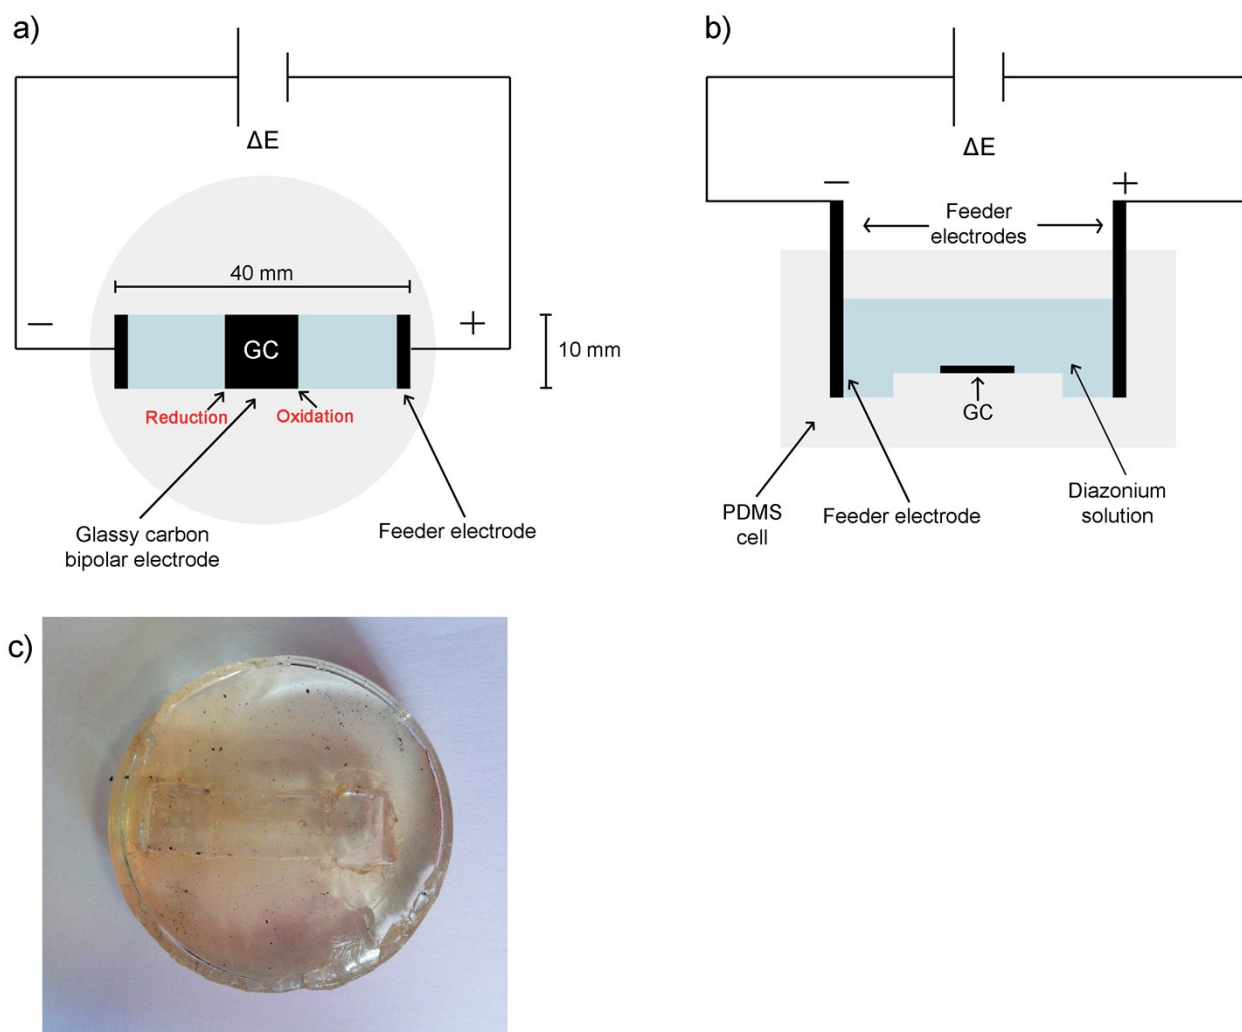 a)
ΔE
40 mm
−
+
GC
10 mm
Reduction
Oxidation
Glassy carbon
bipolar electrode
Feeder electrode
b)
ΔE
−
+
Feeder
electrodes
GC
PDMS
cell
Feeder electrode
Diazonium
solution
c)